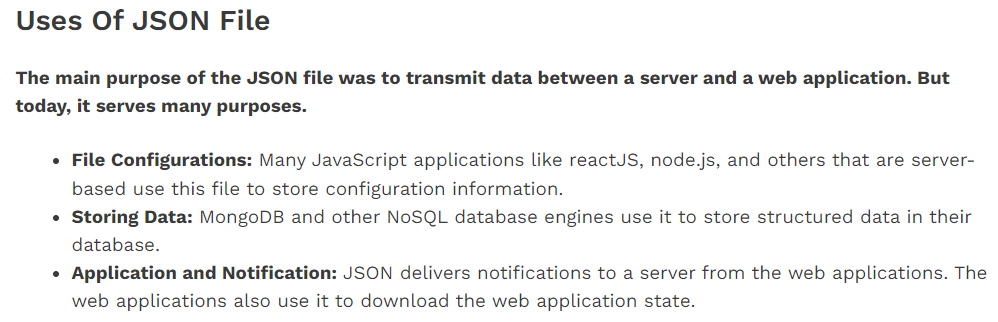 Uses Of JSON File
The main purpose of the JSON file was to transmit data between a server and a web application. But
today, it serves many purposes.
• File Configurations: Many JavaScript applications like reactJS, node.js, and others that are server-
based use this file to store configuration information.
• Storing Data: MongoDB and other NoSQL database engines use it to store structured data in their
database.
• Application and Notification: JSON delivers notifications to a server from the web applications. The
web applications also use it to download the web application state.